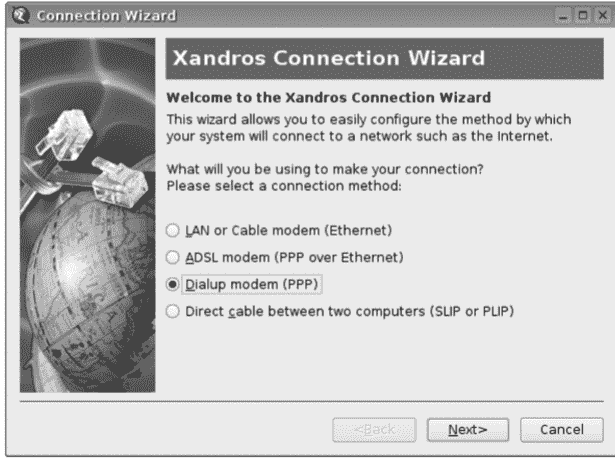 Connection Wizard
Xandros Connection Wizard
Welcome to the Xandros Connection Wizard
This wizard allows you to easily configure the method by which
your system will connect to a network such as the Internet.
What will you be using to make your connection?
Please select a connection method:
LAN or Cable modem (Ethernet)
ADSL modem (PPP over Ethernet)
Dialup modem (PPP)
Direct cable between two computers (SLIP or PLIP)
<Back Next> Cancel